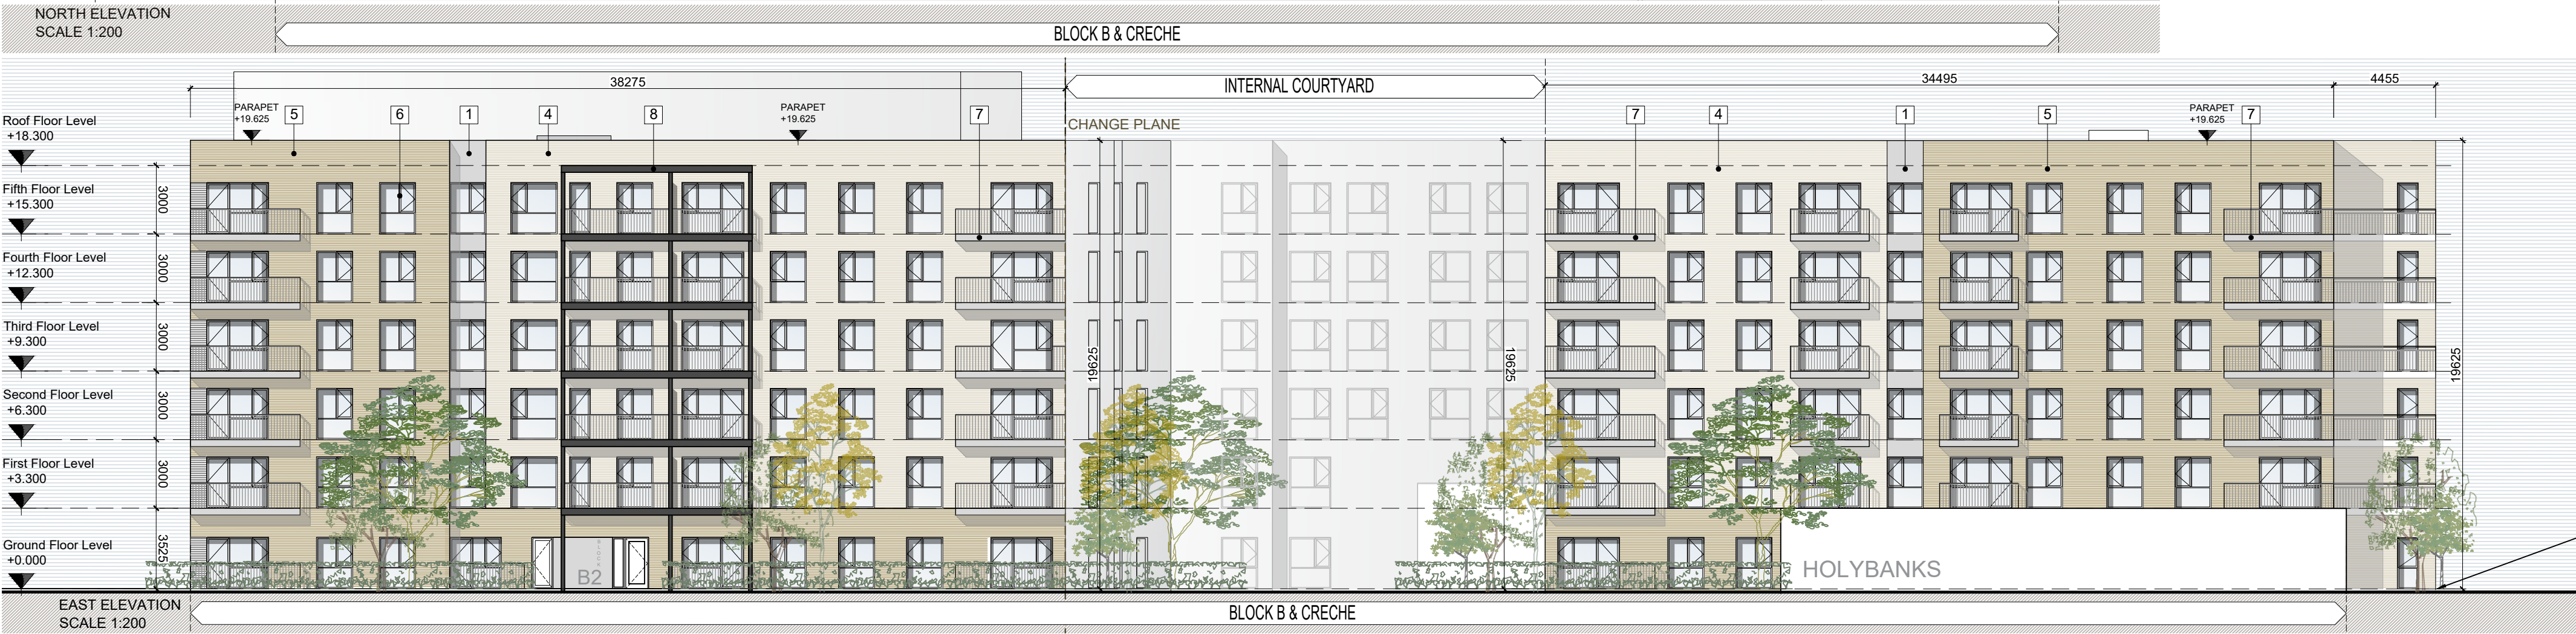 NORTH ELEVATION
SCALE 1:200
BLOCK B & CRECHE
38275
INTERNAL COURTYARD
34495
4455
PARAPET
+19.625
5
6
1
4
8
PARAPET
+19.625
7
CHANGE PLANE
7
4
1
5
PARAPET
+19.625
7
Roof Floor Level
+18.300
Fifth Floor Level
+15.300
3000
Fourth Floor Level
+12.300
3000
Third Floor Level
+9.300
3000
19625
19625
19625
Second Floor Level
+6.300
3000
First Floor Level
+3.300
3000
Ground Floor Level
+0.000
3525
B2
HOLYBANKS
EAST ELEVATION
SCALE 1:200
BLOCK B & CRECHE